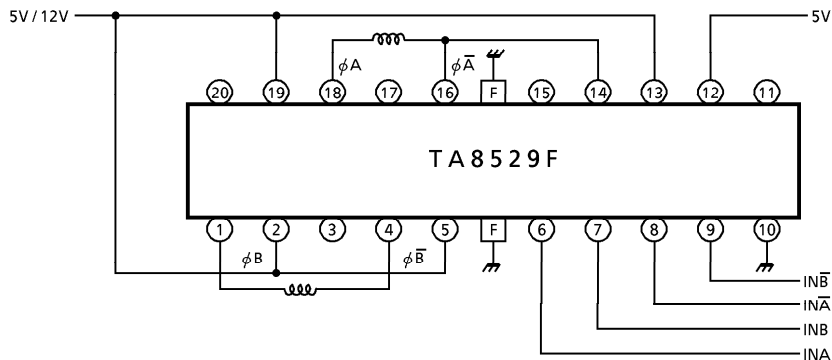 5V / 12V
5V
ϕA
ϕA̅
20 19 18 17 16 F 15 14 13 12 11
TA8529F
1 2 3 4 5 F 6 7 8 9 10
ϕB
ϕB̅
INB̅
INA̅
INB
INA